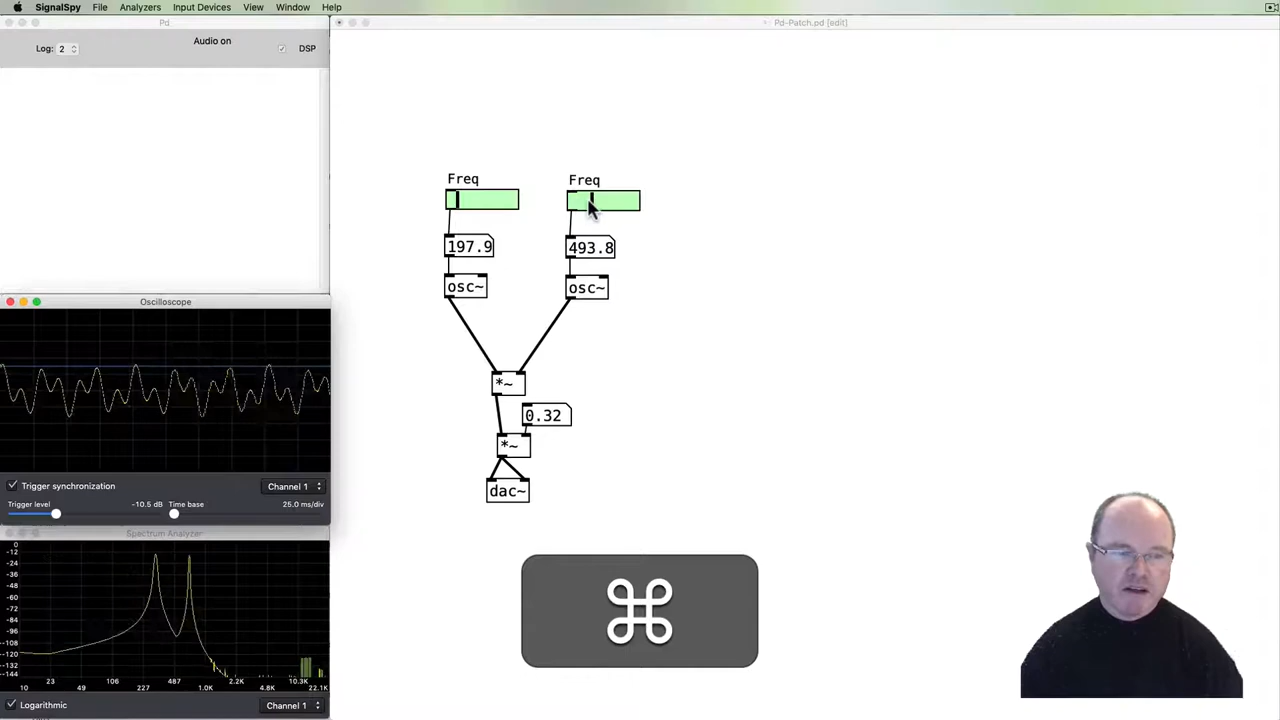 SignalSpy File Analyzers Input Devices View Window Help
Pd
Pd-Patch.pd [edit]
Audio on
Log: 2
DSP
Freq
Freq
197.9
493.8
osc~
osc~
*~
0.32
*~
dac~
Oscilloscope
Trigger synchronization
Channel 1
Trigger level
-10.5 dB
Time base
25.0 ms/div
Spectrum Analyzer
0
-12
-24
-36
-48
-60
-72
-84
-96
-108
-120
-132
-144
10 23 49 106 227 487 1.0K 2.2K 4.8K 10.3K 22.1K
Logarithmic
Channel 1
⌘